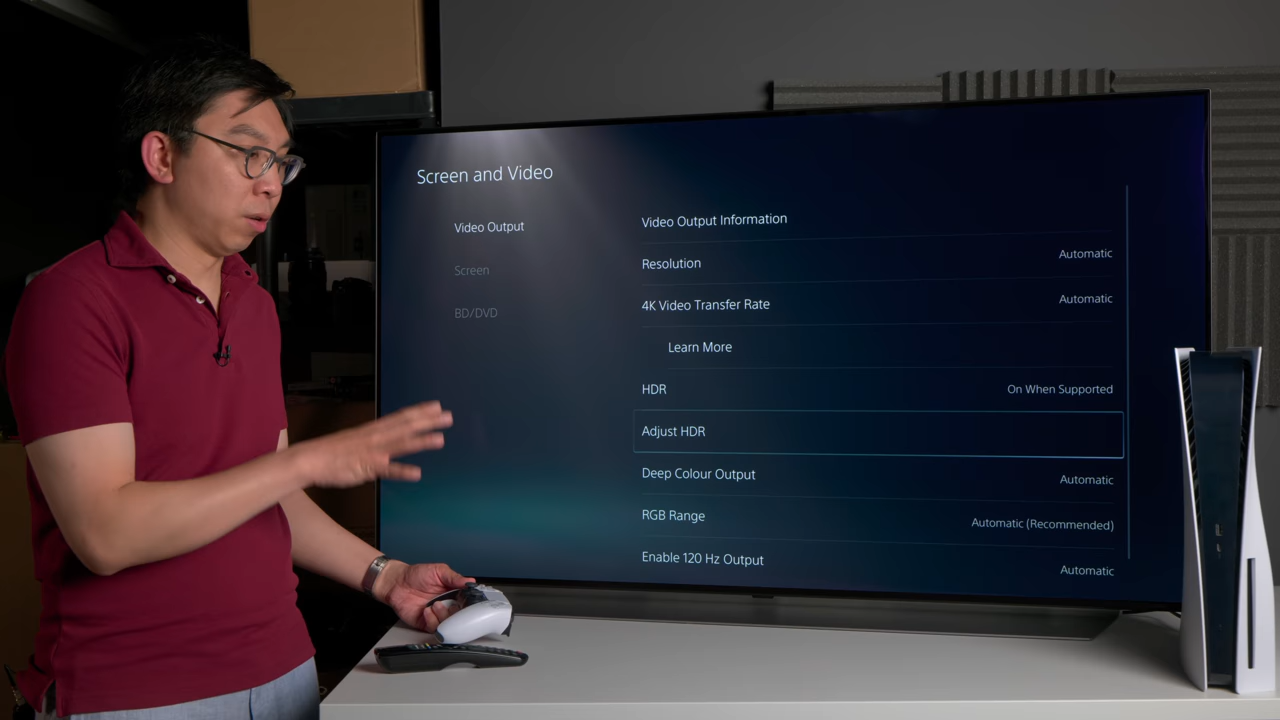 Screen and Video
Video Output
Screen
BD/DVD
Video Output Information
Resolution Automatic
4K Video Transfer Rate Automatic
Learn More
HDR On When Supported
Adjust HDR
Deep Colour Output Automatic
RGB Range Automatic (Recommended)
Enable 120 Hz Output Automatic